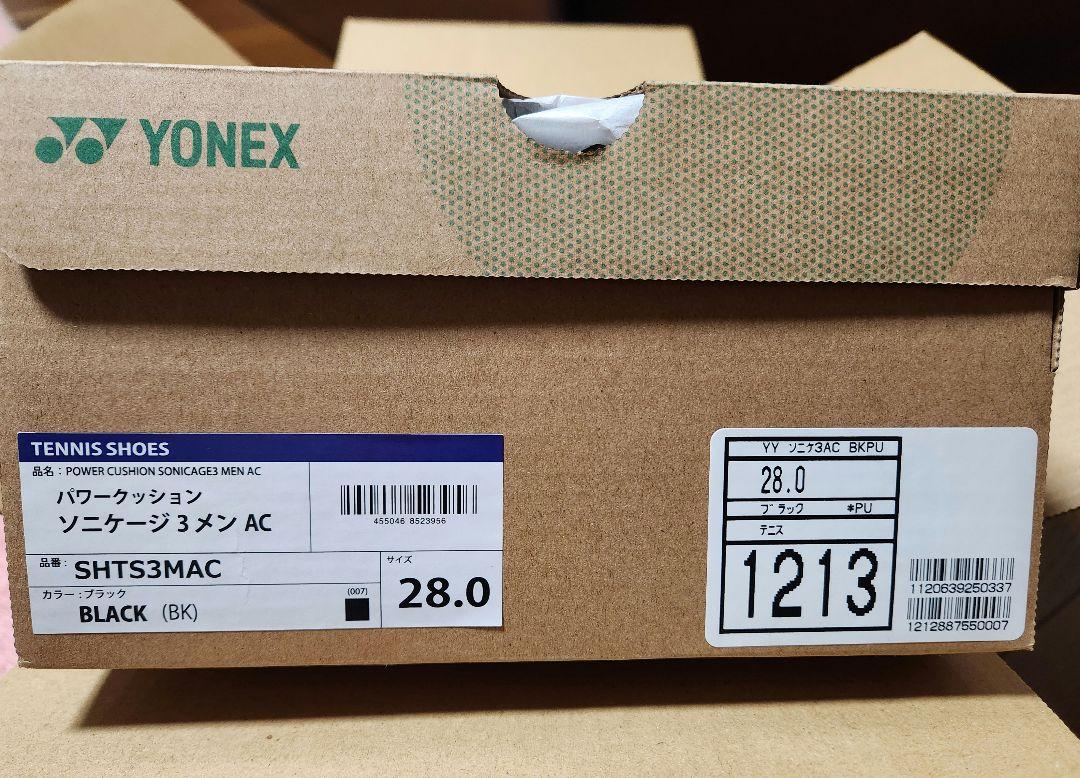 YONEX
TENNIS SHOES
品名：POWER CUSHION SONICAGE3 MEN AC
パワークッション
ソニケージ 3 メン AC
455046 8523956
品番：
SHTS3MAC
カラー：ブラック
BLACK (BK)
(007)
サイズ
28.0
YY ソニケ3AC BKPU
28.0
ブラック *PU
テニス
1213
1120639250337
1212887550007